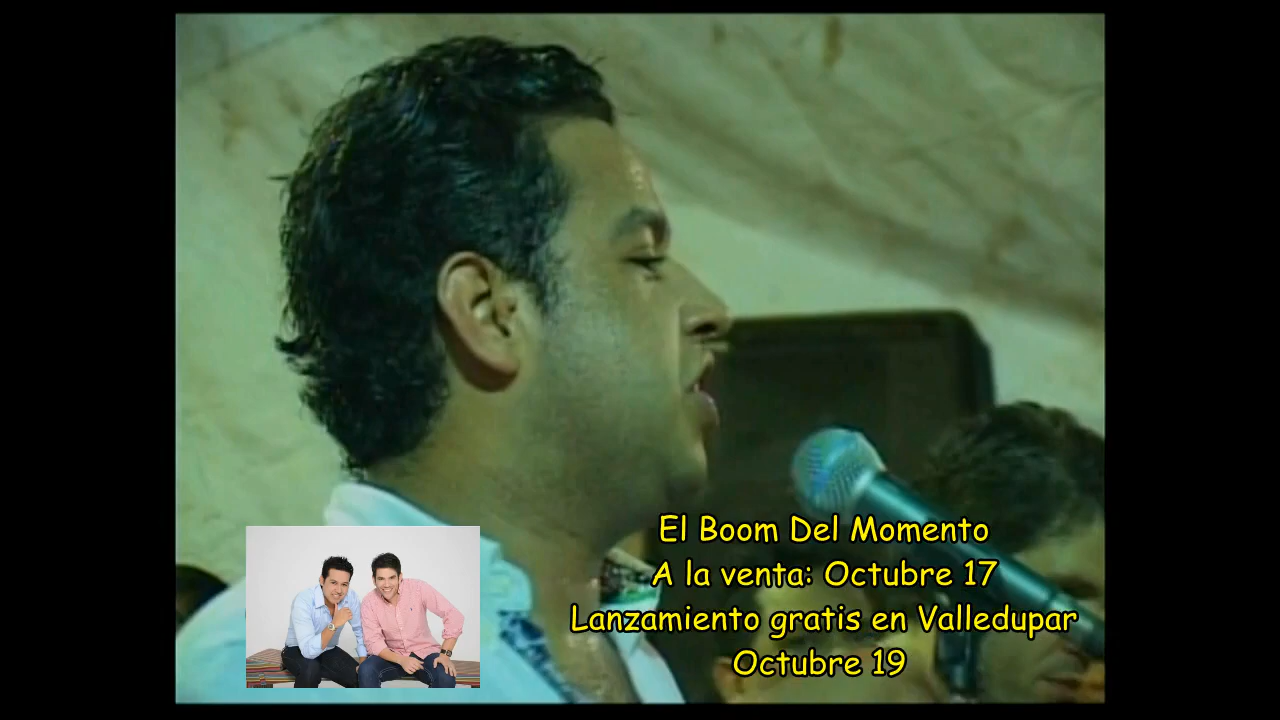 El Boom Del Momento
A la venta: Octubre 17
Lanzamiento gratis en Valledupar
Octubre 19